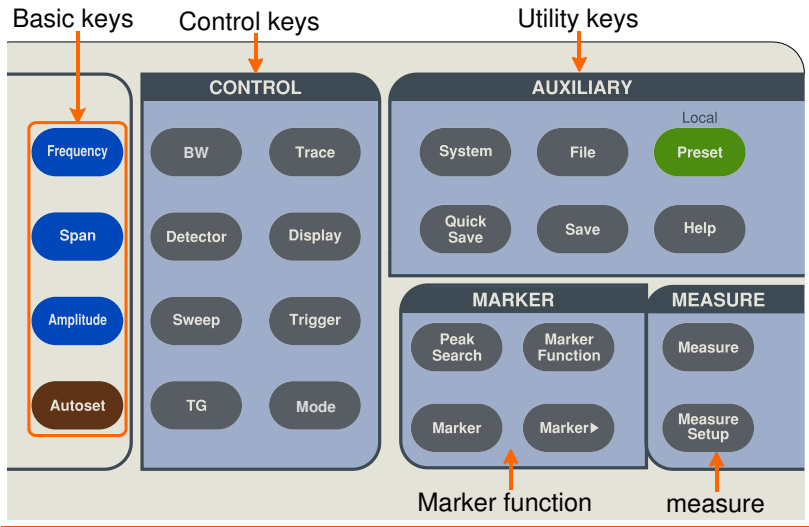 Basic keys
Control keys
Utility keys
CONTROL
AUXILIARY
Local
Frequency
BW
Trace
System
File
Preset
Span
Detector
Display
Quick
Save
Save
Help
MARKER
MEASURE
Amplitude
Sweep
Trigger
Peak
Search
Marker
Function
Measure
Autoset
TG
Mode
Marker
Marker▶
Measure
Setup
Marker function
measure